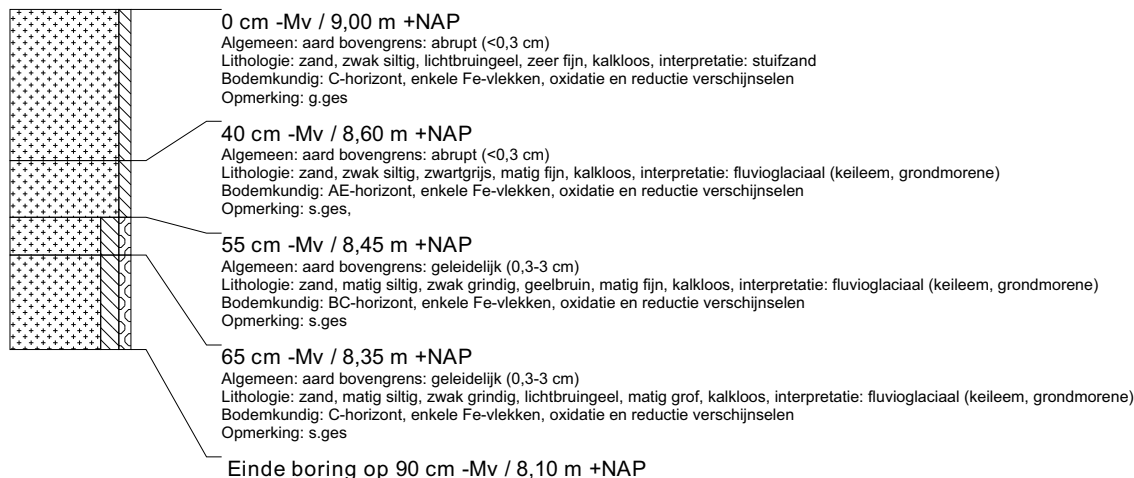 0 cm -Mv / 9,00 m +NAP
Algemeen: aard bovengrens: abrupt (<0,3 cm)
Lithologie: zand, zwak siltig, lichtbruingeel, zeer fijn, kalkloos, interpretatie: stuifzand
Bodemkundig: C-horizont, enkele Fe-vlekken, oxidatie en reductie verschijnselen
Opmerking: g.ges
40 cm -Mv / 8,60 m +NAP
Algemeen: aard bovengrens: abrupt (<0,3 cm)
Lithologie: zand, zwak siltig, zwartgrijs, matig fijn, kalkloos, interpretatie: fluvioglaciaal (keileem, grondmorene)
Bodemkundig: AE-horizont, enkele Fe-vlekken, oxidatie en reductie verschijnselen
Opmerking: s.ges,
55 cm -Mv / 8,45 m +NAP
Algemeen: aard bovengrens: geleidelijk (0,3-3 cm)
Lithologie: zand, matig siltig, zwak grindig, geelbruin, matig fijn, kalkloos, interpretatie: fluvioglaciaal (keileem, grondmorene)
Bodemkundig: BC-horizont, enkele Fe-vlekken, oxidatie en reductie verschijnselen
Opmerking: s.ges
65 cm -Mv / 8,35 m +NAP
Algemeen: aard bovengrens: geleidelijk (0,3-3 cm)
Lithologie: zand, matig siltig, zwak grindig, lichtbruingeel, matig grof, kalkloos, interpretatie: fluvioglaciaal (keileem, grondmorene)
Bodemkundig: C-horizont, enkele Fe-vlekken, oxidatie en reductie verschijnselen
Opmerking: s.ges
Einde boring op 90 cm -Mv / 8,10 m +NAP